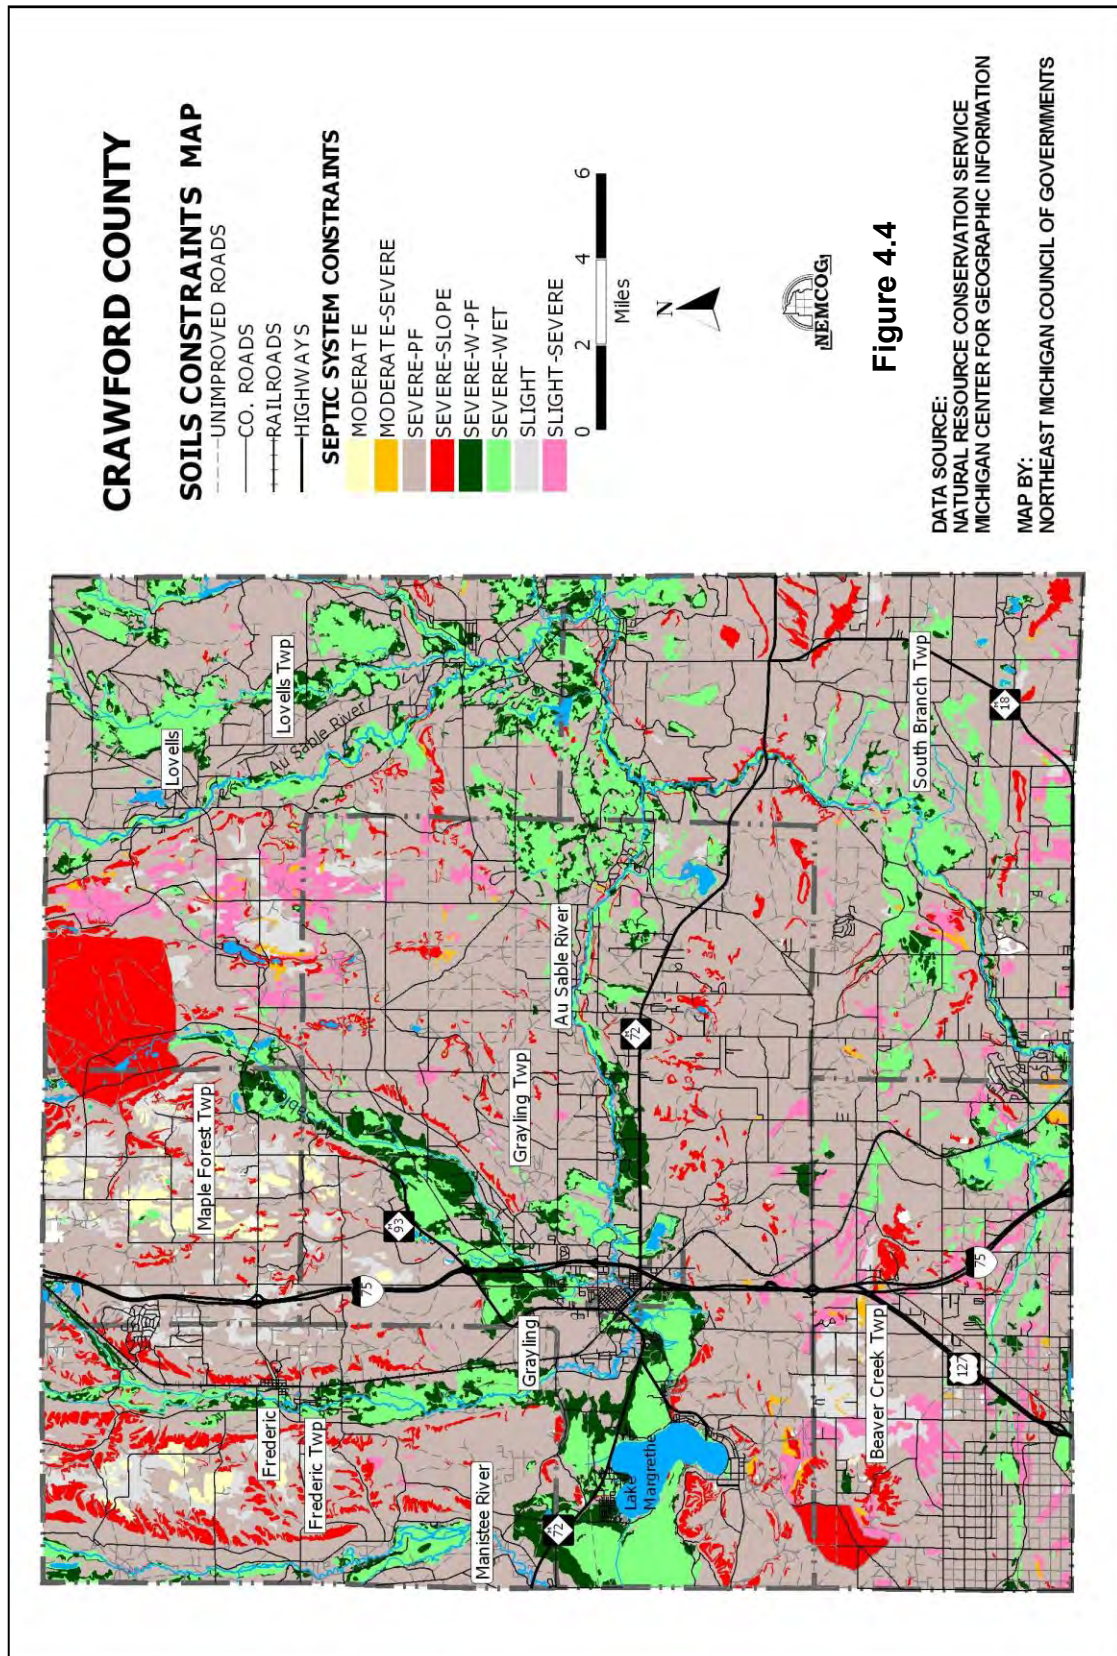 CRAWFORD COUNTY
SOILS CONSTRAINTS MAP
UNIMPROVED ROADS
CO. ROADS
RAILROADS
HIGHWAYS
SEPTIC SYSTEM CONSTRAINTS
MODERATE
MODERATE-SEVERE
SEVERE-PF
SEVERE-SLOPE
SEVERE-W-PF
SEVERE-WET
SLIGHT
SLIGHT-SEVERE
0 2 4 6
Miles
N
NEMCOG
Figure 4.4
DATA SOURCE:
NATURAL RESOURCE CONSERVATION SERVICE
MICHIGAN CENTER FOR GEOGRAPHIC INFORMATION
MAP BY:
NORTHEAST MICHIGAN COUNCIL OF GOVERNMENTS
Lovells
Lovells Twp
Au Sable River
Maple Forest Twp
Frederic
Frederic Twp
M 93
75
Manistee River
Grayling
Grayling Twp
Au Sable River
M 72
M 72
Lake
Margrethe
Beaver Creek Twp
127
75
South Branch Twp
M 18